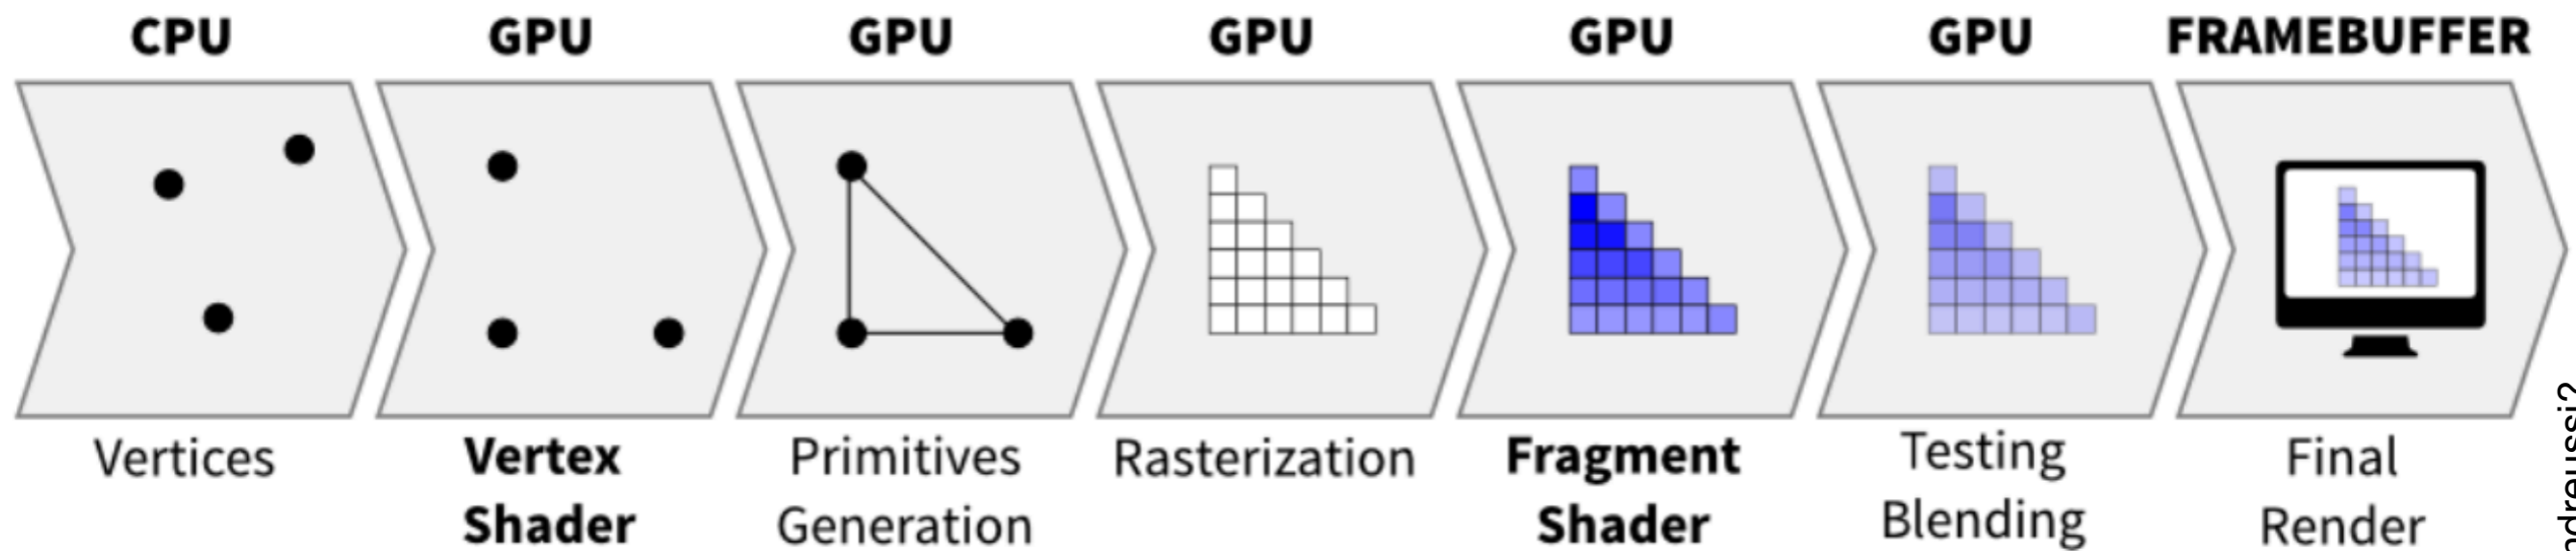 CPU GPU GPU GPU GPU GPU FRAMEBUFFER
Vertices
Vertex
Shader
Primitives
Generation
Rasterization
Fragment
Shader
Testing
Blending
Final
Render